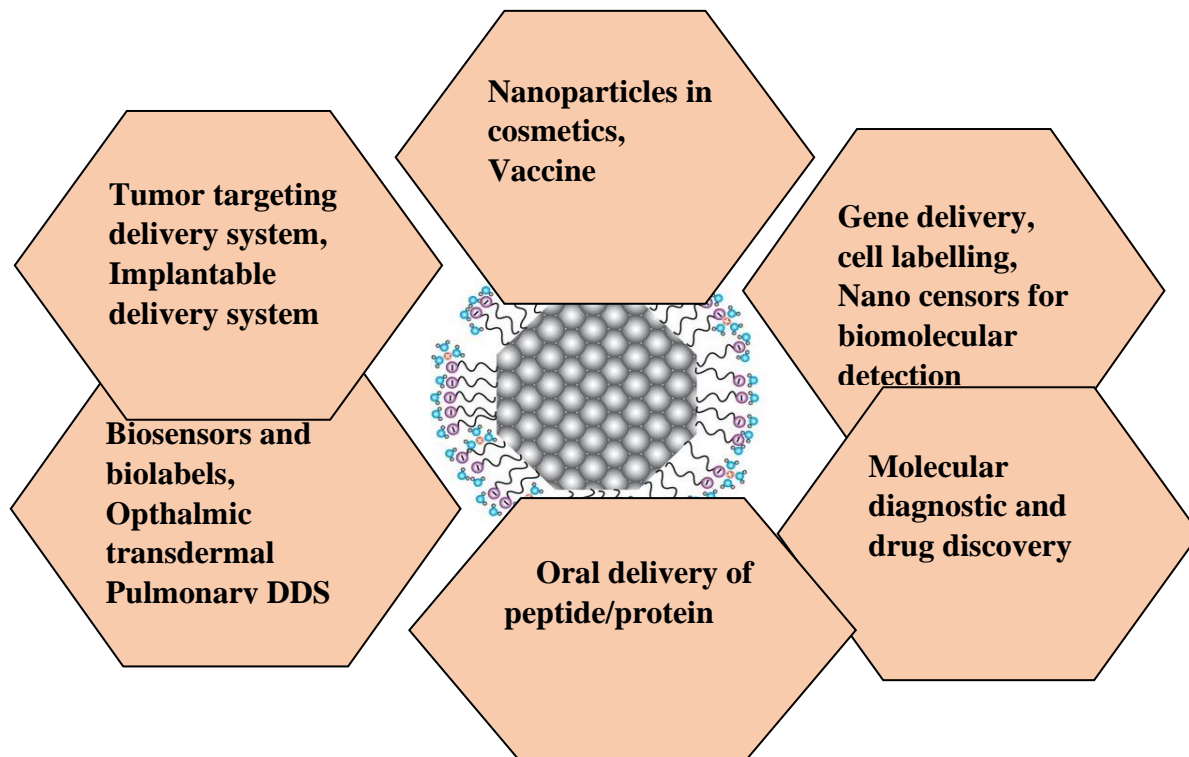 Nanoparticles in
cosmetics,
Vaccine
Tumor targeting
delivery system,
Implantable
delivery system
Gene delivery,
cell labelling,
Nano censors for
biomolecular
detection
Biosensors and
biolabels,
Opthalmic
transdermal
Pulmonary DDS
Molecular
diagnostic and
drug discovery
Oral delivery of
peptide/protein